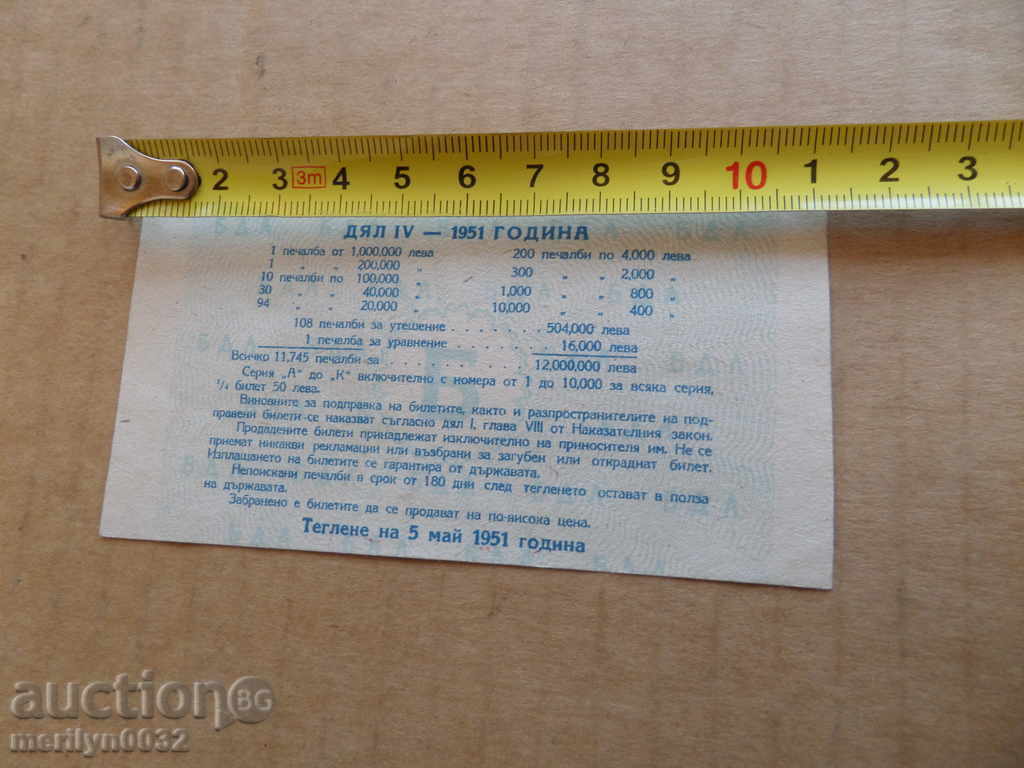 2 3 3m 4 5 6 7 8 9 10 1 2 3
БДА
ДЯЛ IV — 1951 ГОДИНА
1 печалба от 1,000,000 лева 200 печалби по 4,000 лева
1 „ „ 200,000 „ 300 „ „ 2,000 „
10 печалби по 100,000 „ 1,000 „ „ 800 „
30 „ „ 40,000 „ 10,000 „ „ 400 „
94 „ „ 20,000 „
108 печалби за утешение . . . . . . . 504,000 лева
1 печалба за уравнение . . . . . . . 16,000 лева
Всичко 11,745 печалби за . . . . . . . 12,000,000 лева
Серия „А" до „К" включително с номера от 1 до 10,000 за всяка серия,
¼ билет 50 лева.
Виновните за подправка на билетите, както и разпространителите на под-
правени билети се наказват съгласно дял I, глава VIII от Наказателния закон.
Продадените билети принадлежат изключително на приносителя им. Не се
приемат никакви рекламации или възбрани за загубен или откраднат билет.
Изплащането на билетите се гарантира от държавата.
Непоискани печалби в срок от 180 дни след тегленето остават в полза
на държавата.
Забранено е билетите да се продават на по-висока цена.
Теглене на 5 май 1951 година
auction BG
merilyn0032